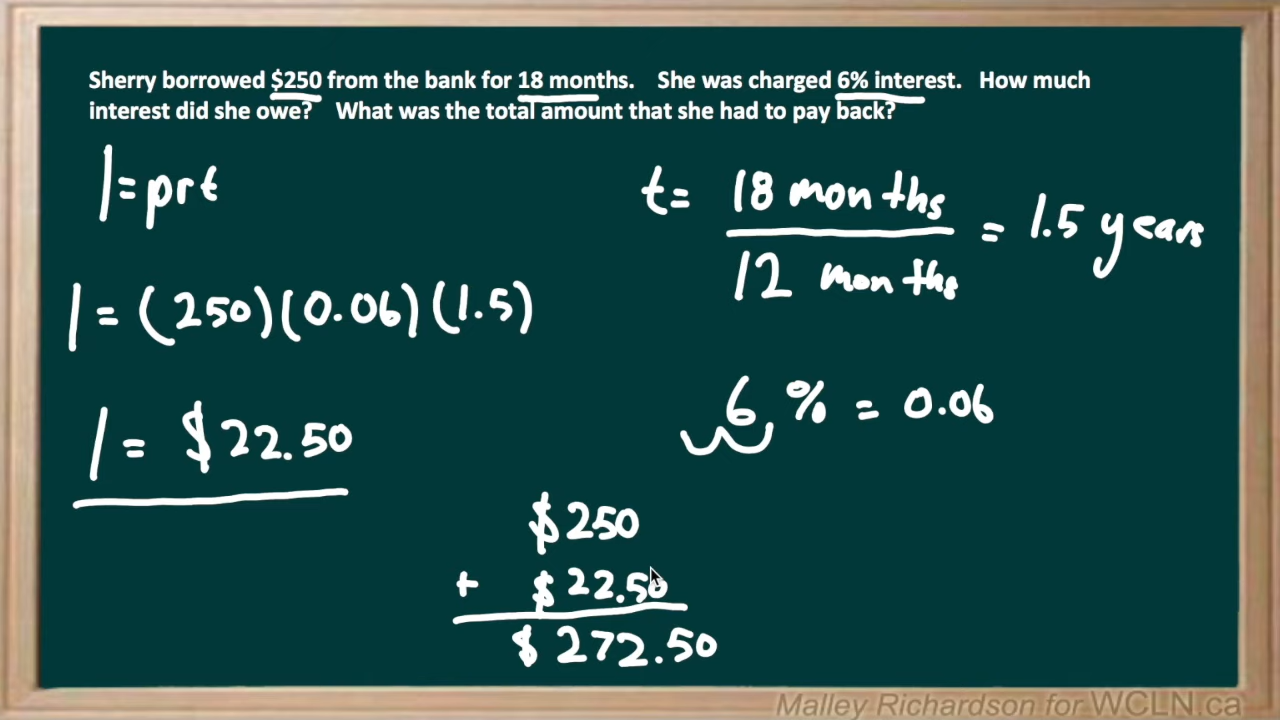 Sherry borrowed $250 from the bank for 18 months. She was charged 6% interest. How much
interest did she owe? What was the total amount that she had to pay back?
I=prt
t= 18 months / 12 months = 1.5 years
I= (250)(0.06)(1.5)
6% = 0.06
I= $22.50
$250
+ $22.50
$272.50
Malley Richardson for WCLN.ca